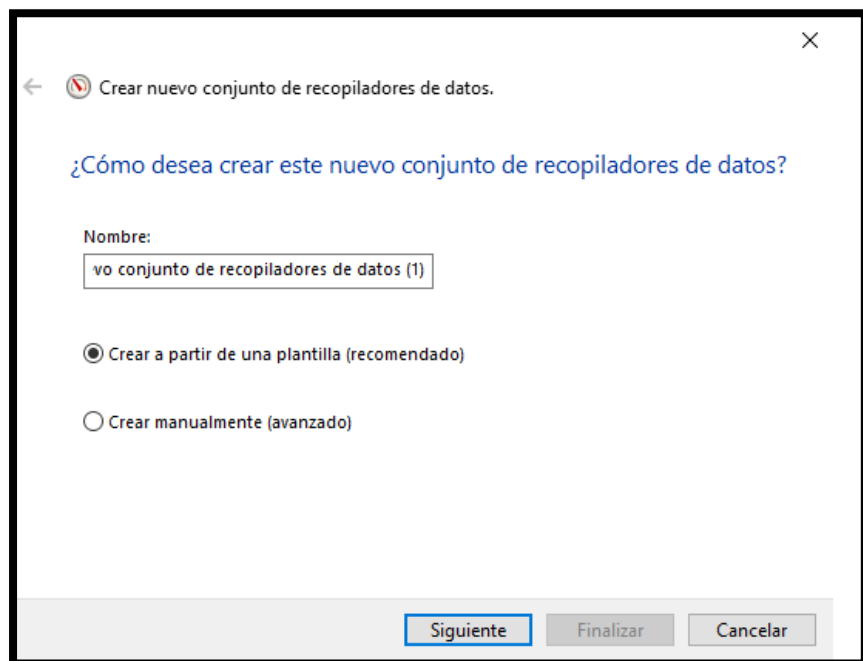 Crear nuevo conjunto de recopiladores de datos.
¿Cómo desea crear este nuevo conjunto de recopiladores de datos?
Nombre:
vo conjunto de recopiladores de datos (1)
Crear a partir de una plantilla (recomendado)
Crear manualmente (avanzado)
Siguiente Finalizar Cancelar